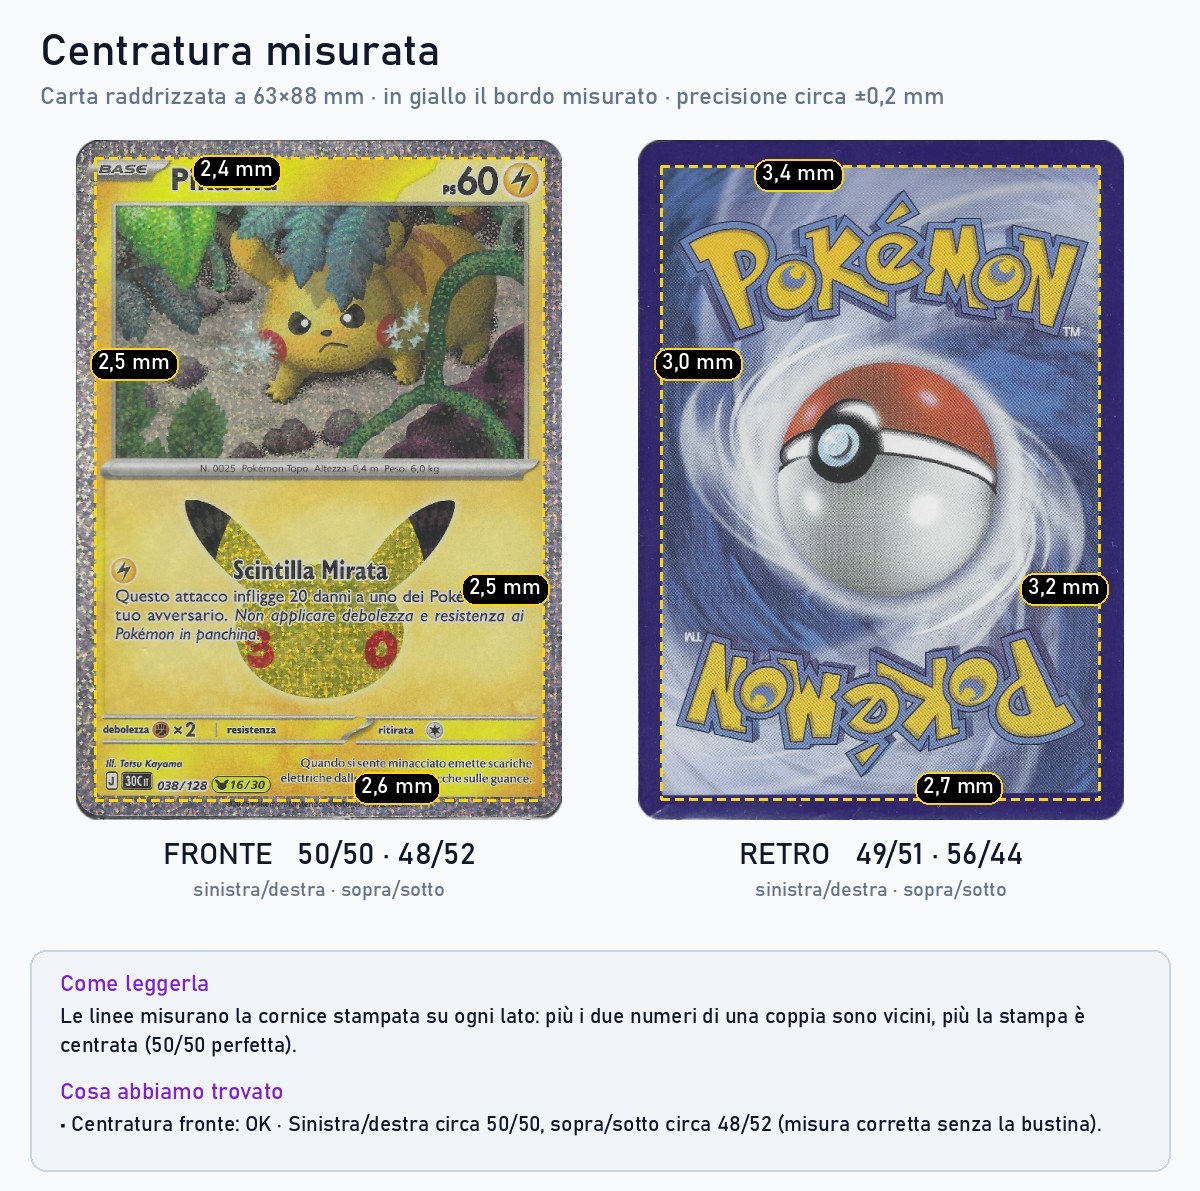 Centratura misurata
Carta raddrizzata a 63×88 mm · in giallo il bordo misurato · precisione circa ±0,2 mm
BASE
2,4 mm
PS60
2,5 mm
N. 0025 Pokémon Topo Altezza: 0,4 m Peso: 6,0 kg
Scintilla Mirata
Questo attacco infligge 20 danni a uno dei Poké
2,5 mm
tuo avversario. Non applicare debolezza e resistenza ai
Pokémon in panchina.
30
debolezza ×2 resistenza ritirata
Ill. Tetsu Kayama
Quando si sente minacciato emette scariche
elettriche dall
che sulle guance.
J 038/128 16/30
2,6 mm
3,4 mm
POKéMON
TM
3,0 mm
3,2 mm
TM
POKéMON
2,7 mm
FRONTE 50/50 · 48/52
sinistra/destra · sopra/sotto
RETRO 49/51 · 56/44
sinistra/destra · sopra/sotto
Come leggerla
Le linee misurano la cornice stampata su ogni lato: più i due numeri di una coppia sono vicini, più la stampa è
centrata (50/50 perfetta).
Cosa abbiamo trovato
· Centratura fronte: OK · Sinistra/destra circa 50/50, sopra/sotto circa 48/52 (misura corretta senza la bustina).